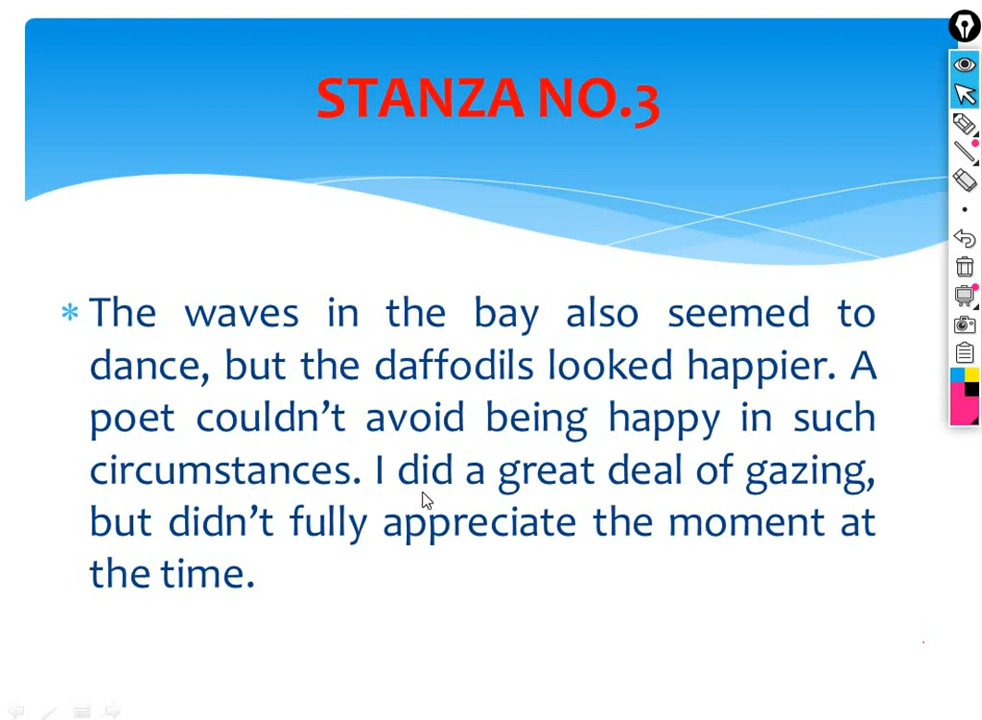 STANZA NO.3
* The waves in the bay also seemed to
dance, but the daffodils looked happier. A
poet couldn’t avoid being happy in such
circumstances. I did a great deal of gazing,
but didn’t fully appreciate the moment at
the time.